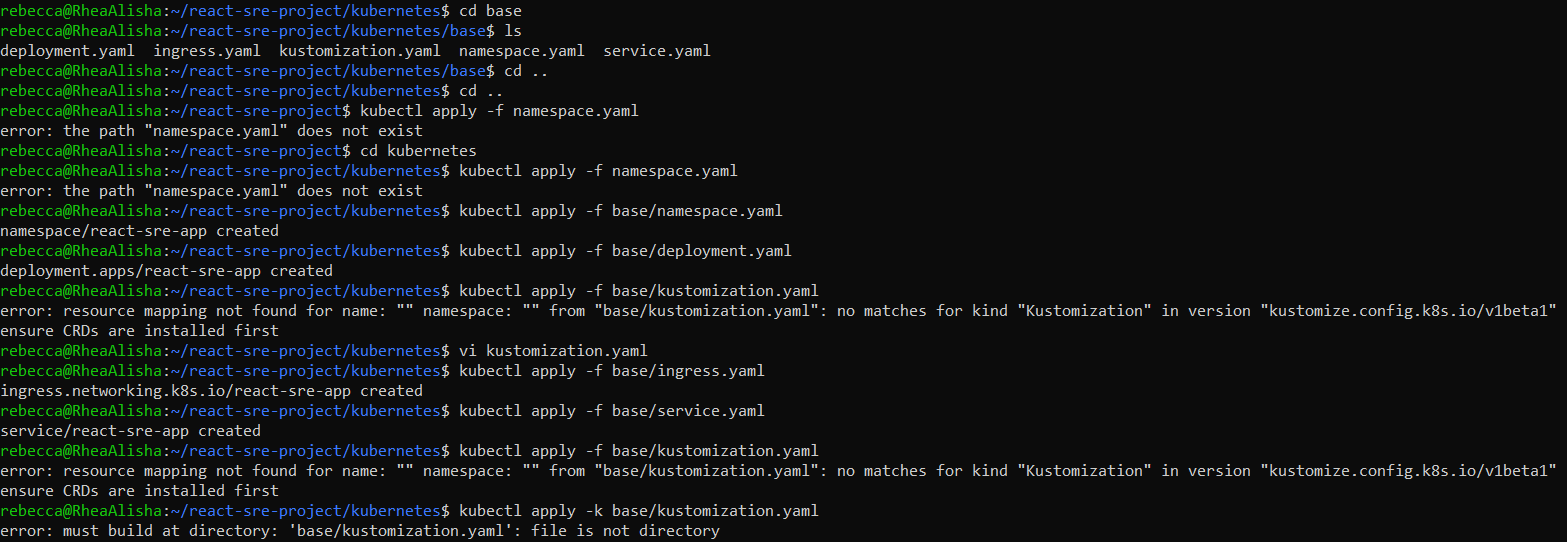 rebecca@RheaAlisha:~/react-sre-project/kubernetes$ cd base
rebecca@RheaAlisha:~/react-sre-project/kubernetes/base$ ls
deployment.yaml  ingress.yaml  kustomization.yaml  namespace.yaml  service.yaml
rebecca@RheaAlisha:~/react-sre-project/kubernetes/base$ cd ..
rebecca@RheaAlisha:~/react-sre-project/kubernetes$ cd ..
rebecca@RheaAlisha:~/react-sre-project$ kubectl apply -f namespace.yaml
error: the path "namespace.yaml" does not exist
rebecca@RheaAlisha:~/react-sre-project$ cd kubernetes
rebecca@RheaAlisha:~/react-sre-project/kubernetes$ kubectl apply -f namespace.yaml
error: the path "namespace.yaml" does not exist
rebecca@RheaAlisha:~/react-sre-project/kubernetes$ kubectl apply -f base/namespace.yaml
namespace/react-sre-app created
rebecca@RheaAlisha:~/react-sre-project/kubernetes$ kubectl apply -f base/deployment.yaml
deployment.apps/react-sre-app created
rebecca@RheaAlisha:~/react-sre-project/kubernetes$ kubectl apply -f base/kustomization.yaml
error: resource mapping not found for name: "" namespace: "" from "base/kustomization.yaml": no matches for kind "Kustomization" in version "kustomize.config.k8s.io/v1beta1"
ensure CRDs are installed first
rebecca@RheaAlisha:~/react-sre-project/kubernetes$ vi kustomization.yaml
rebecca@RheaAlisha:~/react-sre-project/kubernetes$ kubectl apply -f base/ingress.yaml
ingress.networking.k8s.io/react-sre-app created
rebecca@RheaAlisha:~/react-sre-project/kubernetes$ kubectl apply -f base/service.yaml
service/react-sre-app created
rebecca@RheaAlisha:~/react-sre-project/kubernetes$ kubectl apply -f base/kustomization.yaml
error: resource mapping not found for name: "" namespace: "" from "base/kustomization.yaml": no matches for kind "Kustomization" in version "kustomize.config.k8s.io/v1beta1"
ensure CRDs are installed first
rebecca@RheaAlisha:~/react-sre-project/kubernetes$ kubectl apply -k base/kustomization.yaml
error: must build at directory: 'base/kustomization.yaml': file is not directory